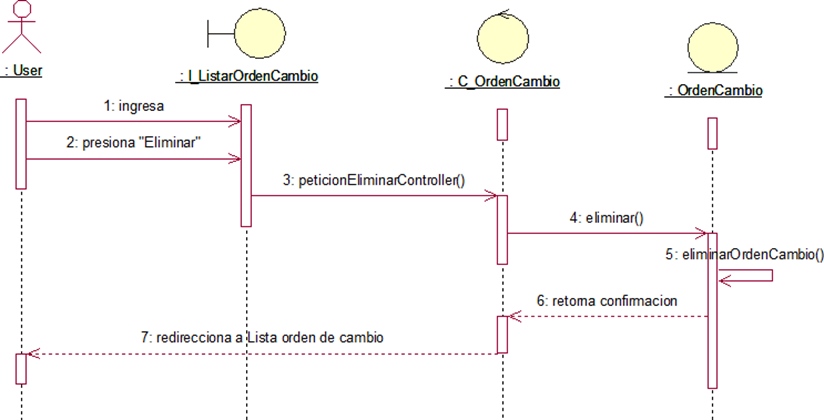 : User
: I_ListarOrdenCambio
: C_OrdenCambio
: OrdenCambio
1: ingresa
2: presiona "Eliminar"
3: peticionEliminarController()
4: eliminar()
5: eliminarOrdenCambio()
6: retorna confirmacion
7: redirecciona a Lista orden de cambio